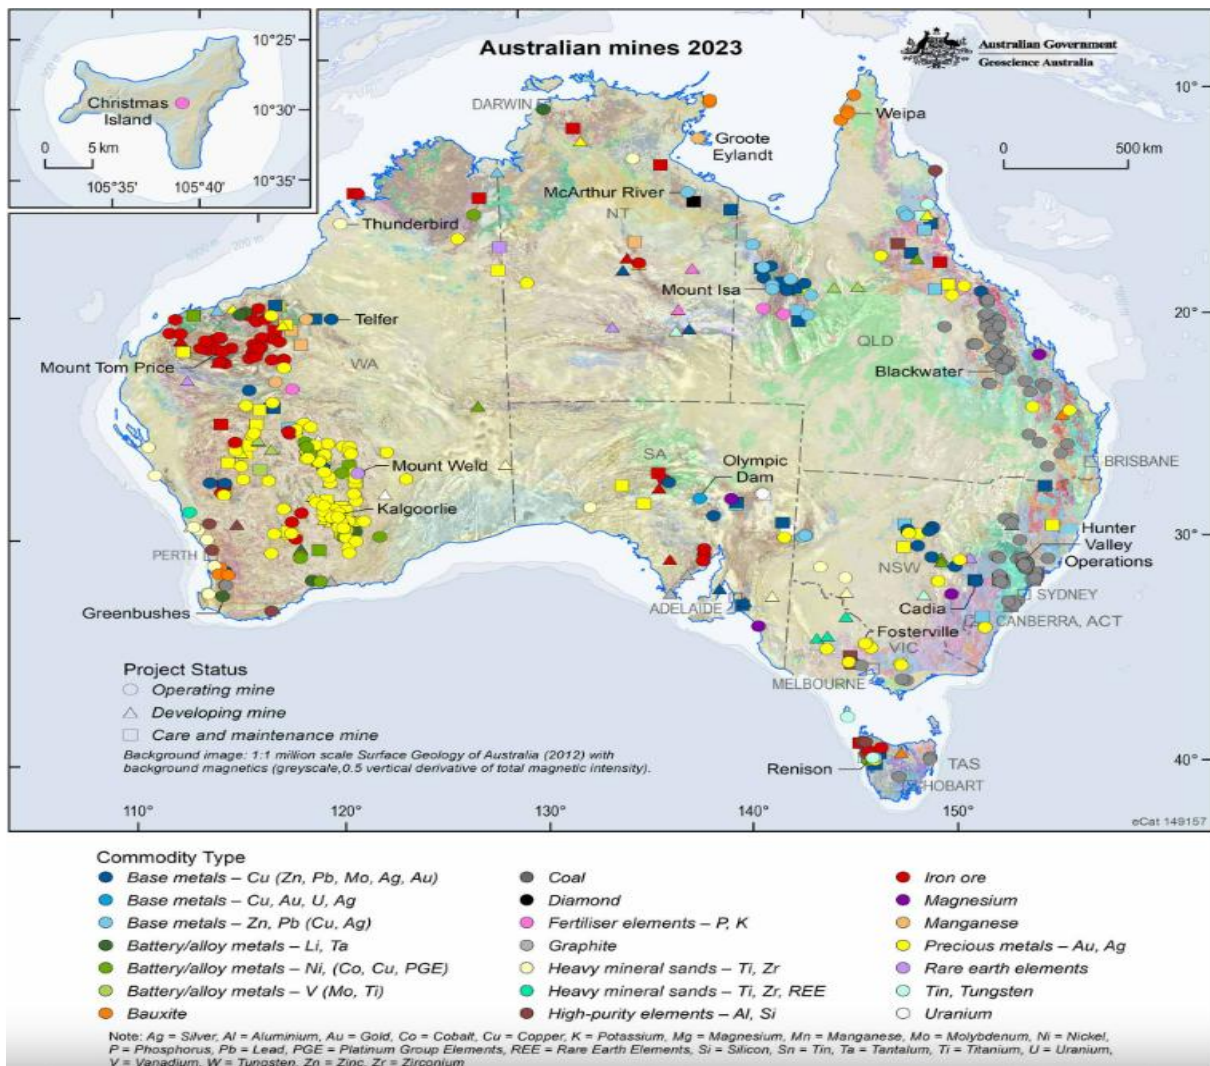 Australian mines 2023
Australian Government
Geoscience Australia
10°25'
10°30'
10°35'
105°35'
105°40'
Christmas
Island
0
5 km
200 m
10°
20°
30°
40°
0
500 km
DARWIN
Weipa
Groote
Eylandt
McArthur River
NT
Thunderbird
Mount Isa
Telfer
WA
QLD
Mount Tom Price
Blackwater
SA
Olympic
Dam
Mount Weld
BRISBANE
Kalgoorlie
PERTH
Hunter
Valley
Operations
NSW
Greenbushes
ADELAIDE
Cadia
SYDNEY
CANBERRA, ACT
Fosterville
VIC
MELBOURNE
Renison
TAS
HOBART
Project Status
Operating mine
Developing mine
Care and maintenance mine
Background image: 1:1 million scale Surface Geology of Australia (2012) with
background magnetics (greyscale,0.5 vertical derivative of total magnetic intensity).
110°
120°
130°
140°
150°
eCat 149157
Commodity Type
Base metals – Cu (Zn, Pb, Mo, Ag, Au)
Base metals – Cu, Au, U, Ag
Base metals – Zn, Pb (Cu, Ag)
Battery/alloy metals – Li, Ta
Battery/alloy metals – Ni, (Co, Cu, PGE)
Battery/alloy metals – V (Mo, Ti)
Bauxite
Coal
Diamond
Fertiliser elements – P, K
Graphite
Heavy mineral sands – Ti, Zr
Heavy mineral sands – Ti, Zr, REE
High-purity elements – Al, Si
Iron ore
Magnesium
Manganese
Precious metals – Au, Ag
Rare earth elements
Tin, Tungsten
Uranium
Note: Ag = Silver, Al = Aluminium, Au = Gold, Co = Cobalt, Cu = Copper, K = Potassium, Mg = Magnesium, Mn = Manganese, Mo = Molybdenum, Ni = Nickel,
P = Phosphorus, Pb = Lead, PGE = Platinum Group Elements, REE = Rare Earth Elements, Si = Silicon, Sn = Tin, Ta = Tantalum, Ti = Titanium, U = Uranium,
V = Vanadium, W = Tungsten, Zn = Zinc, Zr = Zirconium